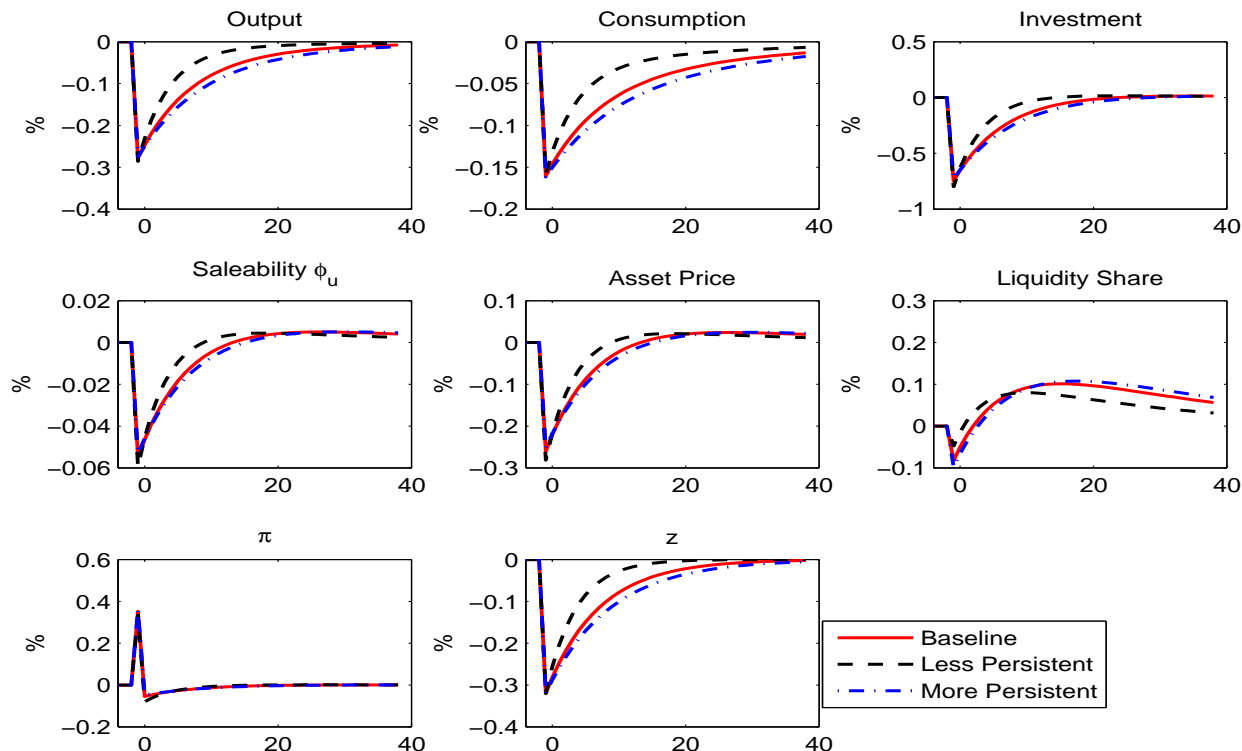 Output
Consumption
Investment
0
−0.1
−0.2
−0.3
−0.4
%
0 20 40
0
−0.05
−0.1
−0.15
−0.2
%
0 20 40
0.5
0
−0.5
−1
%
0 20 40
Saleability ϕu
Asset Price
Liquidity Share
0.02
0
−0.02
−0.04
−0.06
%
0 20 40
0.1
0
−0.1
−0.2
−0.3
%
0 20 40
0.3
0.2
0.1
0
−0.1
%
0 20 40
π
z
0.6
0.4
0.2
0
−0.2
%
0 20 40
0
−0.1
−0.2
−0.3
−0.4
%
0 20 40
Baseline
Less Persistent
More Persistent